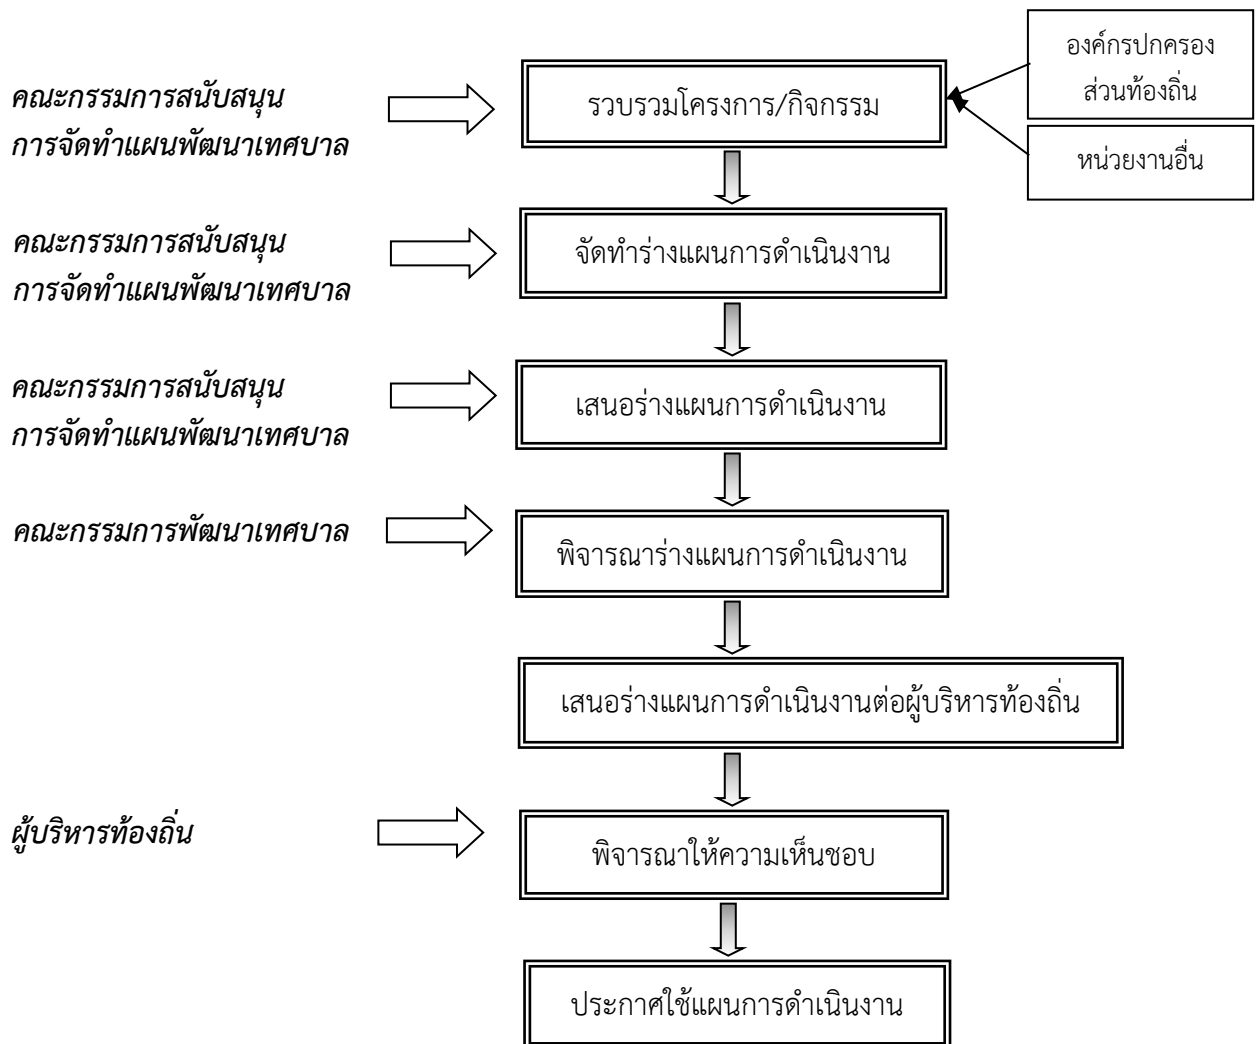 องค์กรปกครอง
ส่วนท้องถิ่น
คณะกรรมการสนับสนุน
การจัดทำแผนพัฒนาเทศบาล
รวบรวมโครงการ/กิจกรรม
หน่วยงานอื่น
คณะกรรมการสนับสนุน
การจัดทำแผนพัฒนาเทศบาล
จัดทำร่างแผนการดำเนินงาน
คณะกรรมการสนับสนุน
การจัดทำแผนพัฒนาเทศบาล
เสนอร่างแผนการดำเนินงาน
คณะกรรมการพัฒนาเทศบาล
พิจารณาร่างแผนการดำเนินงาน
เสนอร่างแผนการดำเนินงานต่อผู้บริหารท้องถิ่น
ผู้บริหารท้องถิ่น
พิจารณาให้ความเห็นชอบ
ประกาศใช้แผนการดำเนินงาน